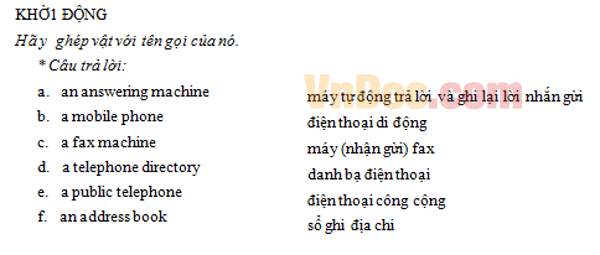 KHỜ1 ĐỘNG
Hãy ghép vật với tên gọi của nó.
* Câu trả lời:
a. an answering machine máy tự động trả lời và ghi lại lời nhắn gửi
b. a mobile phone điện thoại di động
c. a fax machine máy (nhận gửi) fax
d. a telephone directory danh bạ điện thoại
e. a public telephone điện thoại công cộng
f. an address book sổ ghi địa chi
VnDoc.com